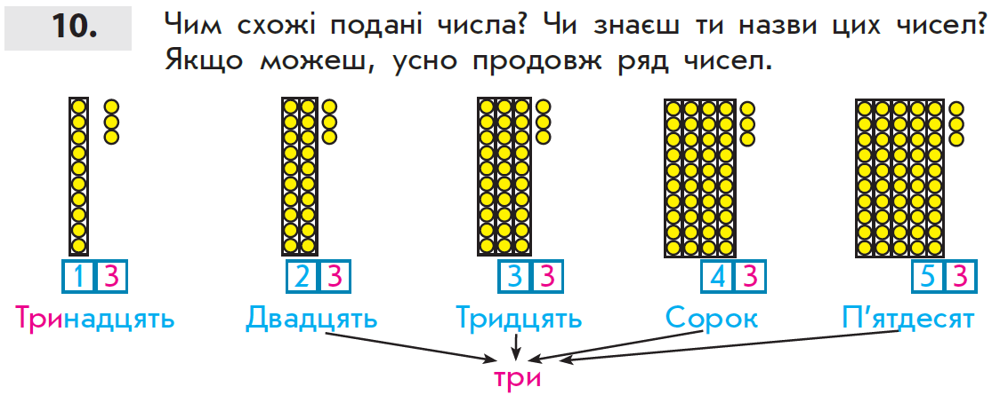 10. Чим схожі подані числа? Чи знаєш ти назви цих чисел?
Якщо можеш, усно продовж ряд чисел.
1 3 2 3 3 3 4 3 5 3
Тринадцять Двадцять Тридцять Сорок П'ятдесят
три